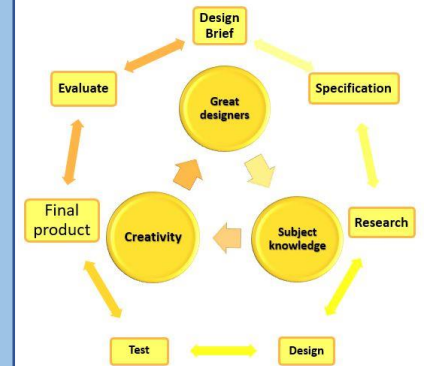 Design
Brief
Evaluate
Specification
Great
designers
Final
product
Creativity
Subject
knowledge
Research
Test
Design